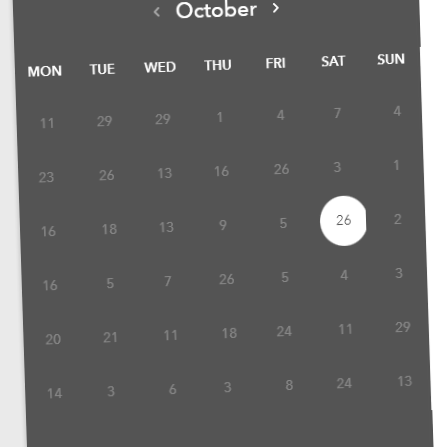 ‹ October ›
MON TUE WED THU FRI SAT SUN
11 29 29 1 4 7 4
23 26 13 16 26 3 1
16 18 13 9 5 26 2
16 5 7 26 5 4 3
20 21 11 18 24 11 29
14 3 6 3 8 24 13